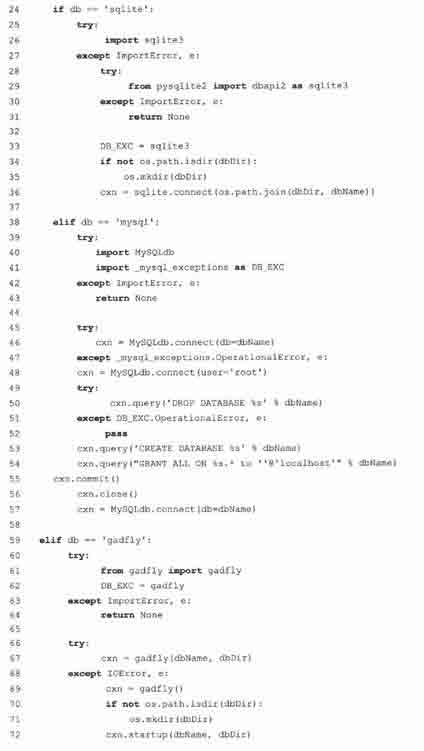 24 if db == 'sqlite':
25 try:
26 import sqlite3
27 except ImportError, e:
28 try:
29 from pysqlite2 import dbapi2 as sqlite3
30 except ImportError, e:
31 return None
32
33 DB_EXC = sqlite3
34 if not os.path.isdir(dbDir):
35 os.mkdir(dbDir)
36 cxn = sqlite.connect(os.path.join(dbDir, dbName))
37
38 elif db == 'mysql':
39 try:
40 import MySQLdb
41 import _mysql_exceptions as DB_EXC
42 except ImportError, e:
43 return None
44
45 try:
46 cxn = MySQLdb.connect(db=dbName)
47 except _mysql_exceptions.OperationalError, e:
48 cxn = MySQLdb.connect(user='root')
49 try:
50 cxn.query('DROP DATABASE %s' % dbName)
51 except DB_EXC.OperationalError, e:
52 pass
53 cxn.query('CREATE DATABASE %s' % dbName)
54 cxn.query("GRANT ALL ON %s.* to ''@'localhost'" % dbName)
55 cxn.commit()
56 cxn.close()
57 cxn = MySQLdb.connect(db=dbName)
58
59 elif db == 'gadfly':
60 try:
61 from gadfly import gadfly
62 DB_EXC = gadfly
63 except ImportError, e:
64 return None
65
66 try:
67 cxn = gadfly(dbName, dbDir)
68 except IOError, e:
69 cxn = gadfly()
70 if not os.path.isdir(dbDir):
71 os.mkdir(dbDir)
72 cxn.startup(dbName, dbDir)